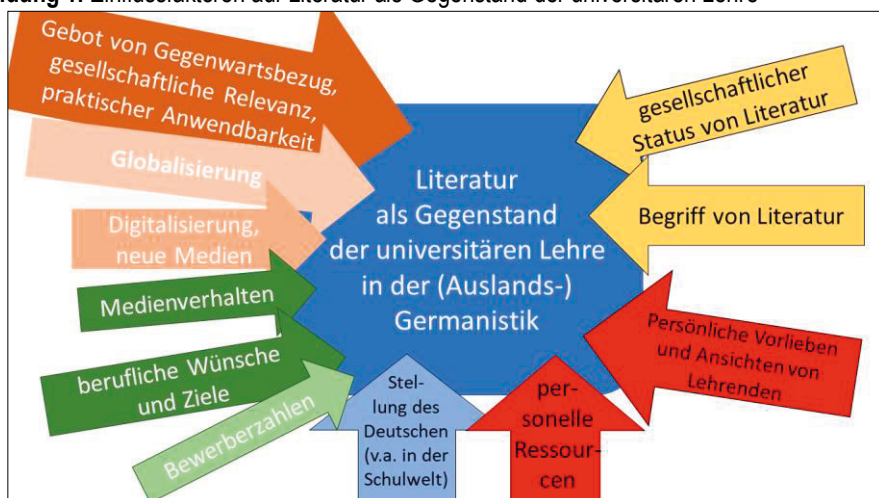 Gebot von Gegenwartsbezug,
gesellschaftliche Relevanz,
praktischer Anwendbarkeit
Globalisierung
Digitalisierung,
neue Medien
Medienverhalten
berufliche Wünsche
und Ziele
Bewerberzahlen
Literatur
als Gegenstand
der universitären Lehre
in der (Auslands-)
Germanistik
Stel-
lung des
Deutschen
(v.a. in der
Schulwelt)
per-
sonelle
Ressour-
cen
gesellschaftlicher
Status von Literatur
Begriff von Literatur
Persönliche Vorlieben
und Ansichten von
Lehrenden